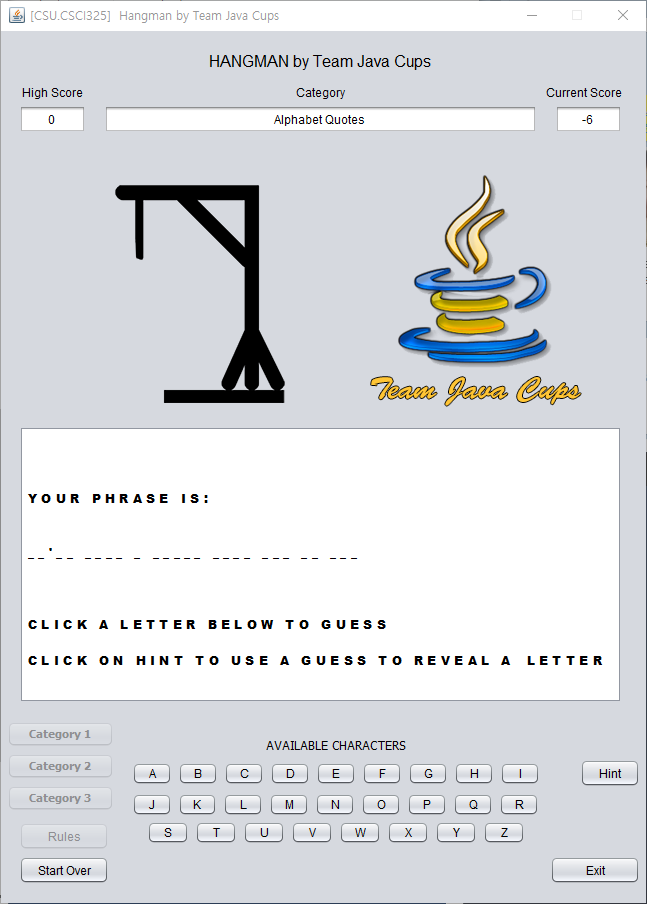 [CSU.CSCI325] Hangman by Team Java Cups
HANGMAN by Team Java Cups
High Score Category Current Score
0 Alphabet Quotes -6
Team Java Cups
YOUR PHRASE IS:
_ _ ' _ _ _ _ _ _ _ _ _ _ _ _ _ _ _ _ _ _ _ _ _ _ _ _
CLICK A LETTER BELOW TO GUESS
CLICK ON HINT TO USE A GUESS TO REVEAL A LETTER
Category 1
Category 2
Category 3
Rules
Start Over
AVAILABLE CHARACTERS
A B C D E F G H I
J K L M N O P Q R
S T U V W X Y Z
Hint
Exit